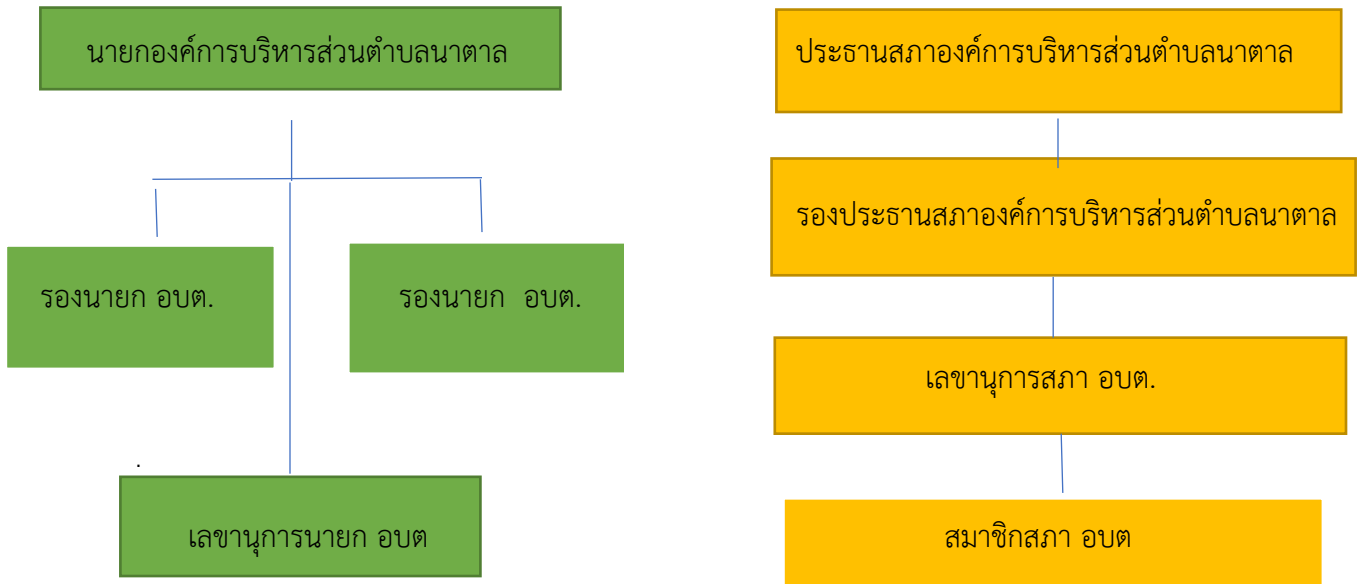 นายกองค์การบริหารส่วนตำบลนาตาล
รองนายก อบต.
รองนายก  อบต.
.
เลขานุการนายก อบต
ประธานสภาองค์การบริหารส่วนตำบลนาตาล
รองประธานสภาองค์การบริหารส่วนตำบลนาตาล
เลขานุการสภา อบต.
สมาชิกสภา อบต